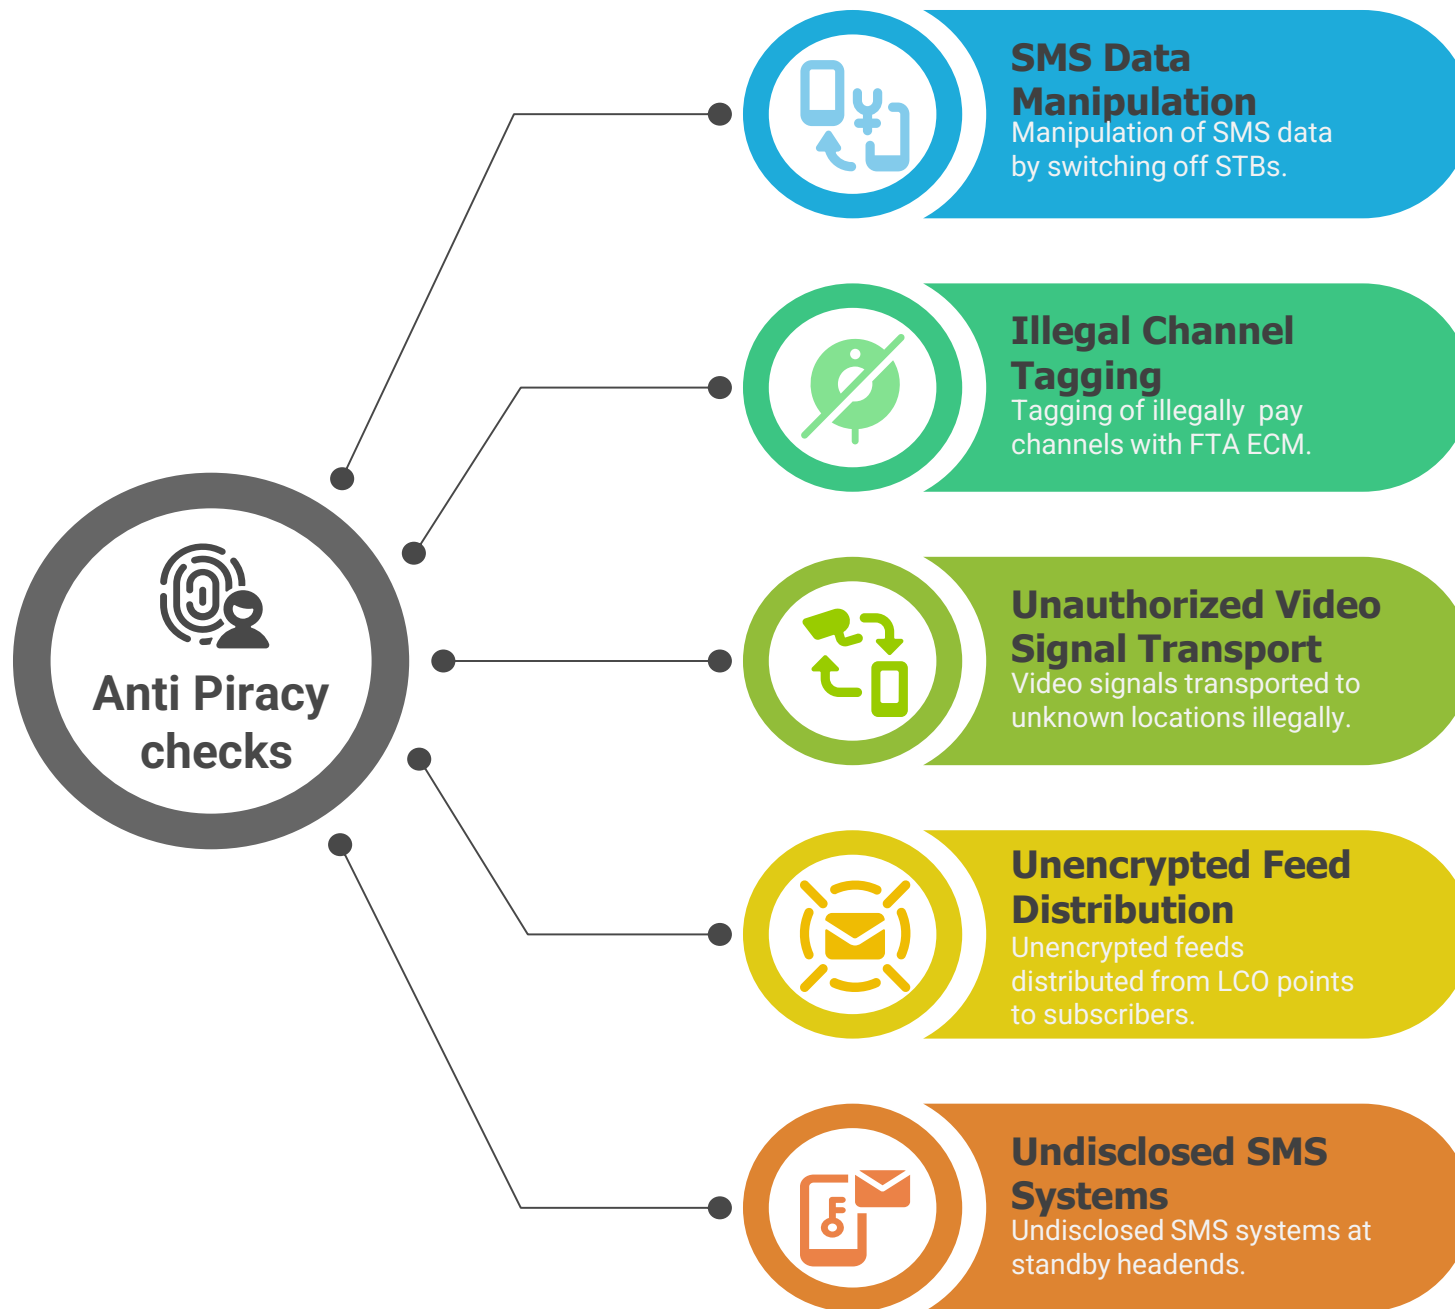 Anti Piracy
checks
SMS Data
Manipulation
Manipulation of SMS data
by switching off STBs.
Illegal Channel
Tagging
Tagging of illegally  pay
channels with FTA ECM.
Unauthorized Video
Signal Transport
Video signals transported to
unknown locations illegally.
Unencrypted Feed
Distribution
Unencrypted feeds
distributed from LCO points
to subscribers.
Undisclosed SMS
Systems
Undisclosed SMS systems at
standby headends.